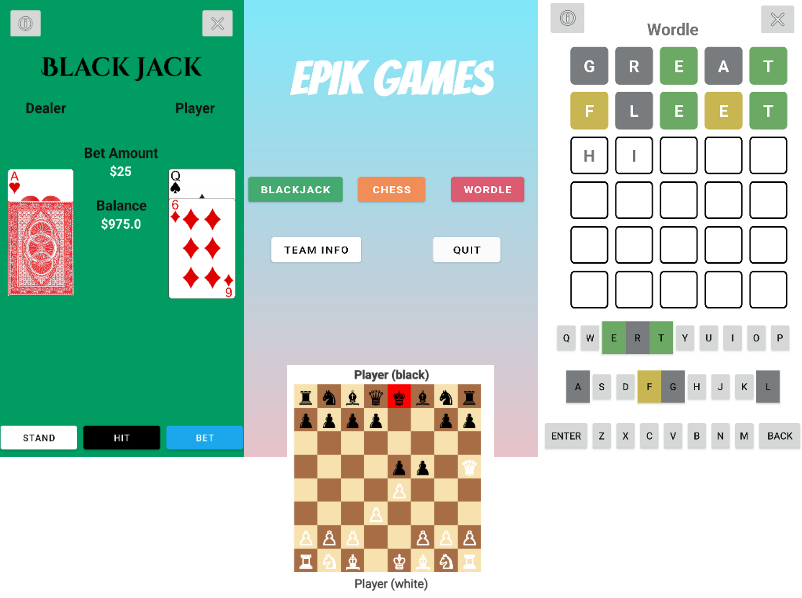 BLACK JACK
Dealer
Player
Bet Amount
$25
Balance
$975.0
A
Q
6
6
STAND
HIT
BET
EPIK GAMES
BLACKJACK
CHESS
WORDLE
TEAM INFO
QUIT
Player (black)
Player (white)
Wordle
G R E A T
F L E E T
H I
Q W E R T Y U I O P
A S D F G H J K L
ENTER Z X C V B N M BACK